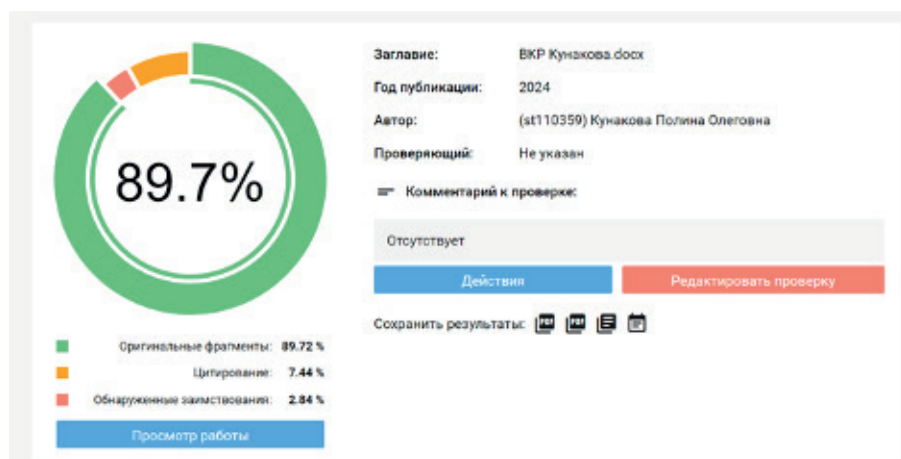 89.7%
Оригинальные фрагменты: 89.72 %
Цитирование: 7.44 %
Обнаруженные заимствования: 2.84 %
Просмотр работы
Заглавие: ВКР Кунакова.docx
Год публикации: 2024
Автор: (st110359) Кунакова Полина Олеговна
Проверяющий: Не указан
Комментарий к проверке:
Отсутствует
Действия Редактировать проверку
Сохранить результаты: PDF PDF